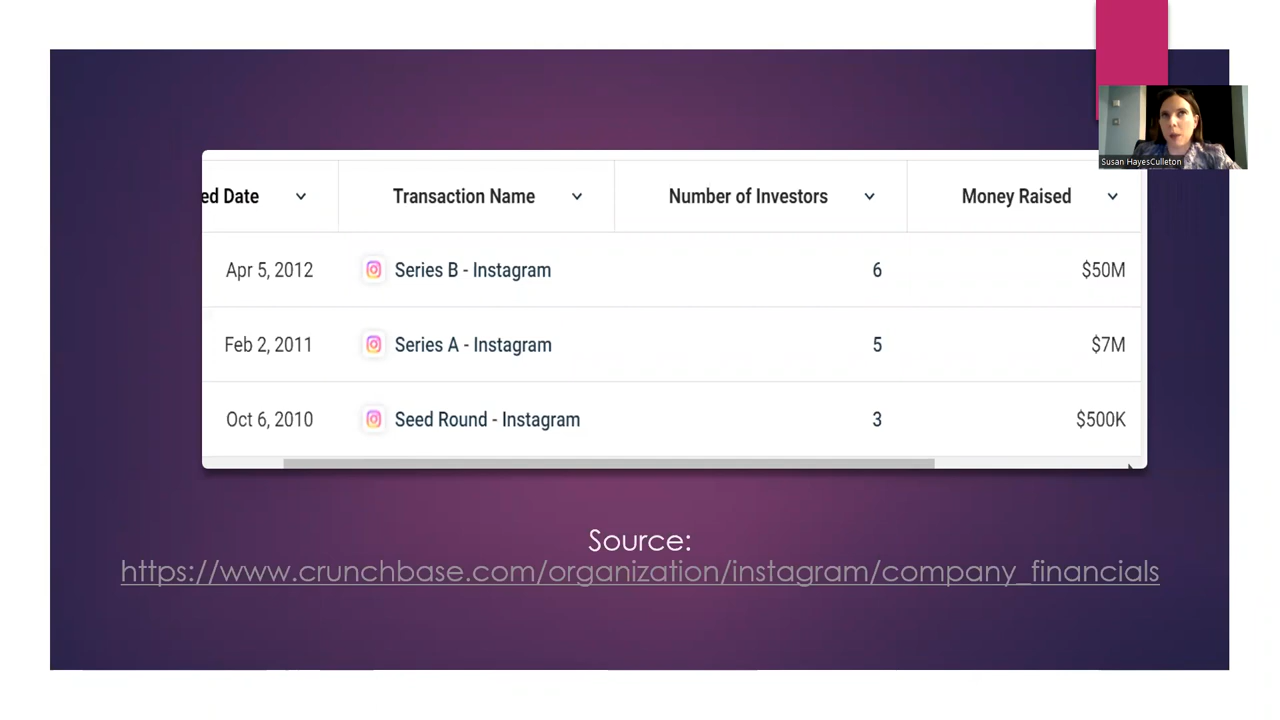 Susan HayesCulleton
ed Date Transaction Name Number of Investors Money Raised
Apr 5, 2012 Series B - Instagram 6 $50M
Feb 2, 2011 Series A - Instagram 5 $7M
Oct 6, 2010 Seed Round - Instagram 3 $500K
Source:
https://www.crunchbase.com/organization/instagram/company_financials